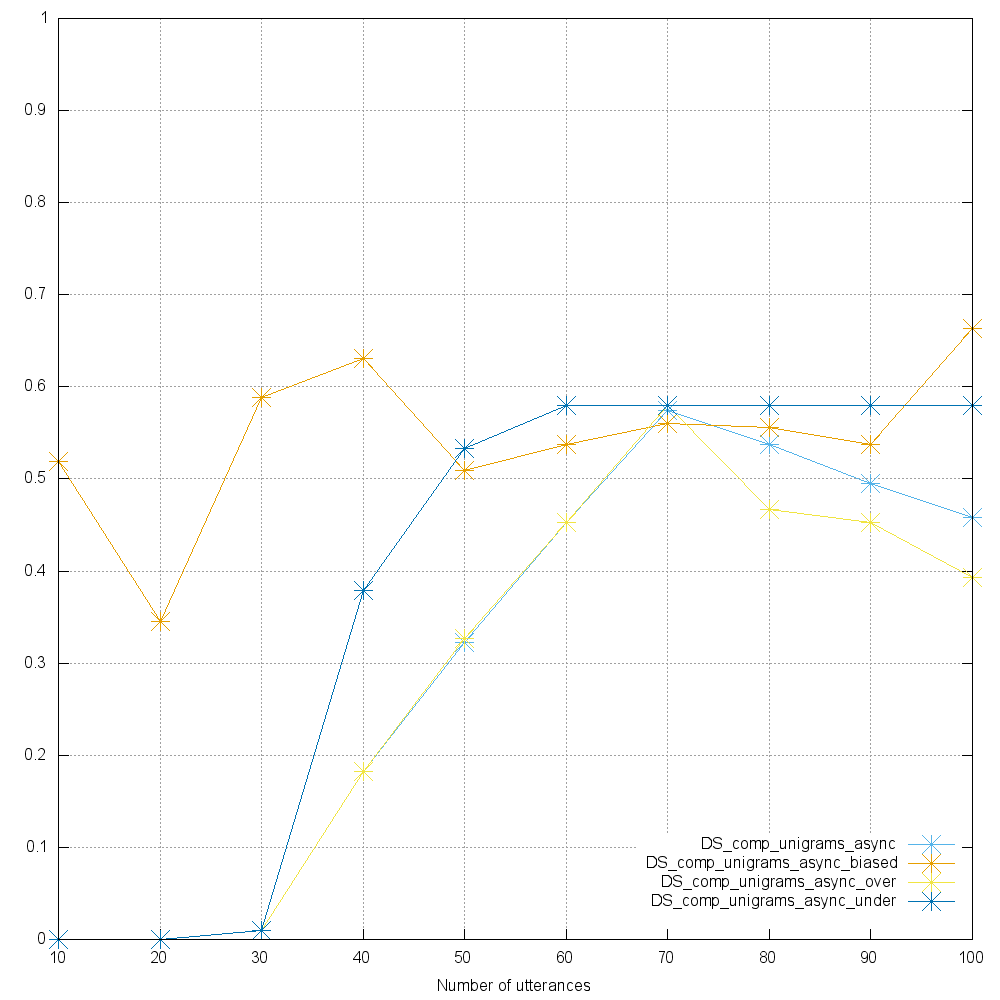 1
0.9
0.8
0.7
0.6
0.5
0.4
0.3
0.2
0.1
0
DS_comp_unigrams_async
DS_comp_unigrams_async_biased
DS_comp_unigrams_async_over
DS_comp_unigrams_async_under
10 20 30 40 50 60 70 80 90 100
Number of utterances